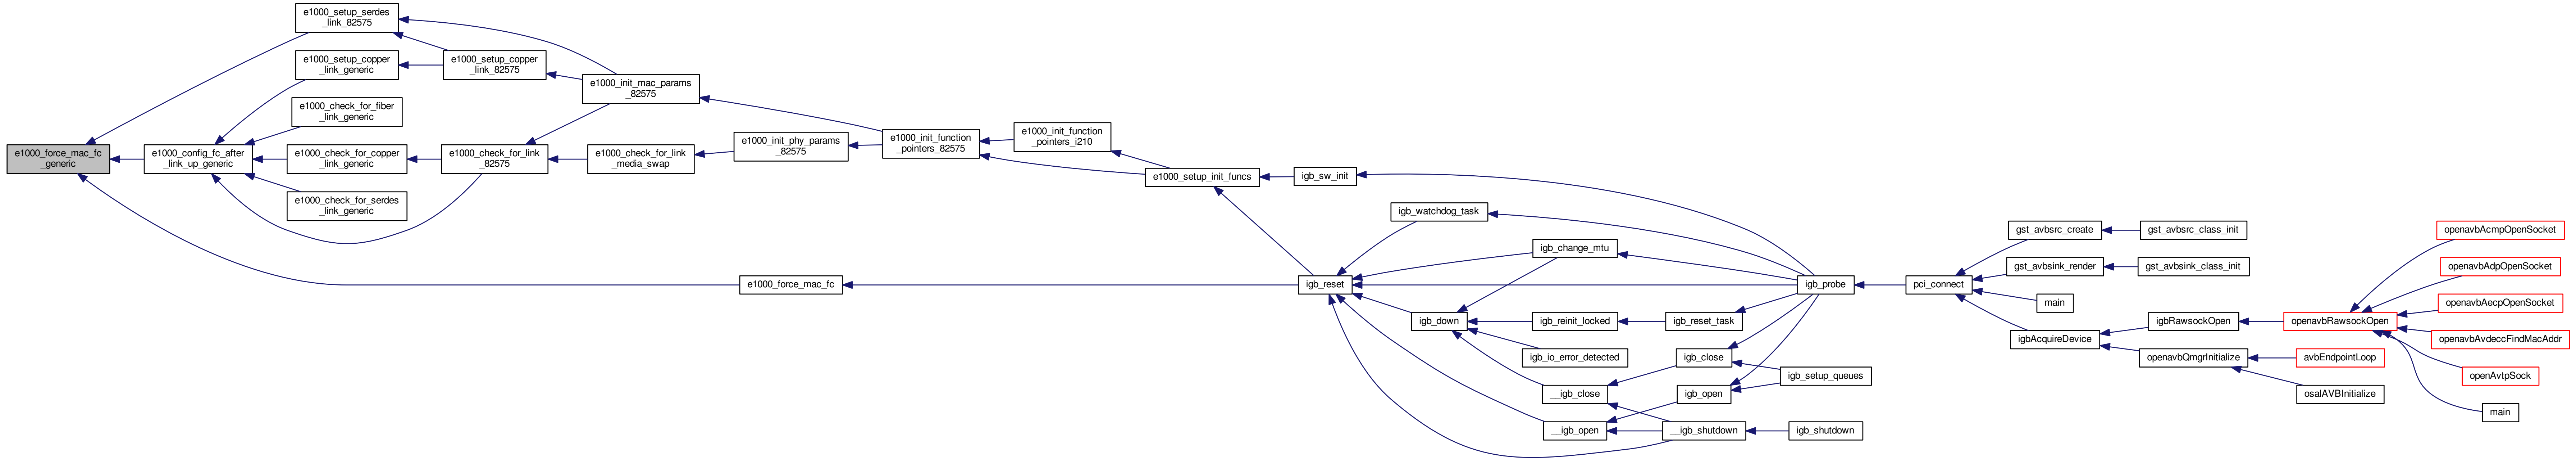 e1000_force_mac_fc
_generic
e1000_setup_serdes
_link_82575
e1000_config_fc_after
_link_up_generic
e1000_setup_copper
_link_generic
e1000_check_for_fiber
_link_generic
e1000_check_for_copper
_link_generic
e1000_check_for_serdes
_link_generic
e1000_setup_copper
_link_82575
e1000_check_for_link
_82575
e1000_init_mac_params
_82575
e1000_check_for_link
_media_swap
e1000_init_phy_params
_82575
e1000_force_mac_fc
e1000_init_function
_pointers_82575
e1000_init_function
_pointers_i210
e1000_setup_init_funcs
igb_sw_init
igb_reset
igb_watchdog_task
igb_change_mtu
igb_down
igb_reinit_locked
igb_io_error_detected
__igb_close
__igb_open
igb_reset_task
igb_close
igb_open
__igb_shutdown
igb_probe
igb_setup_queues
igb_shutdown
pci_connect
gst_avbsrc_create
gst_avbsink_render
main
igbAcquireDevice
gst_avbsrc_class_init
gst_avbsink_class_init
igbRawsockOpen
openavbQmgrInitialize
openavbRawsockOpen
avbEndpointLoop
osalAVBInitialize
openavbAcmpOpenSocket
openavbAdpOpenSocket
openavbAecpOpenSocket
openavbAvdeccFindMacAddr
openAvtpSock
main